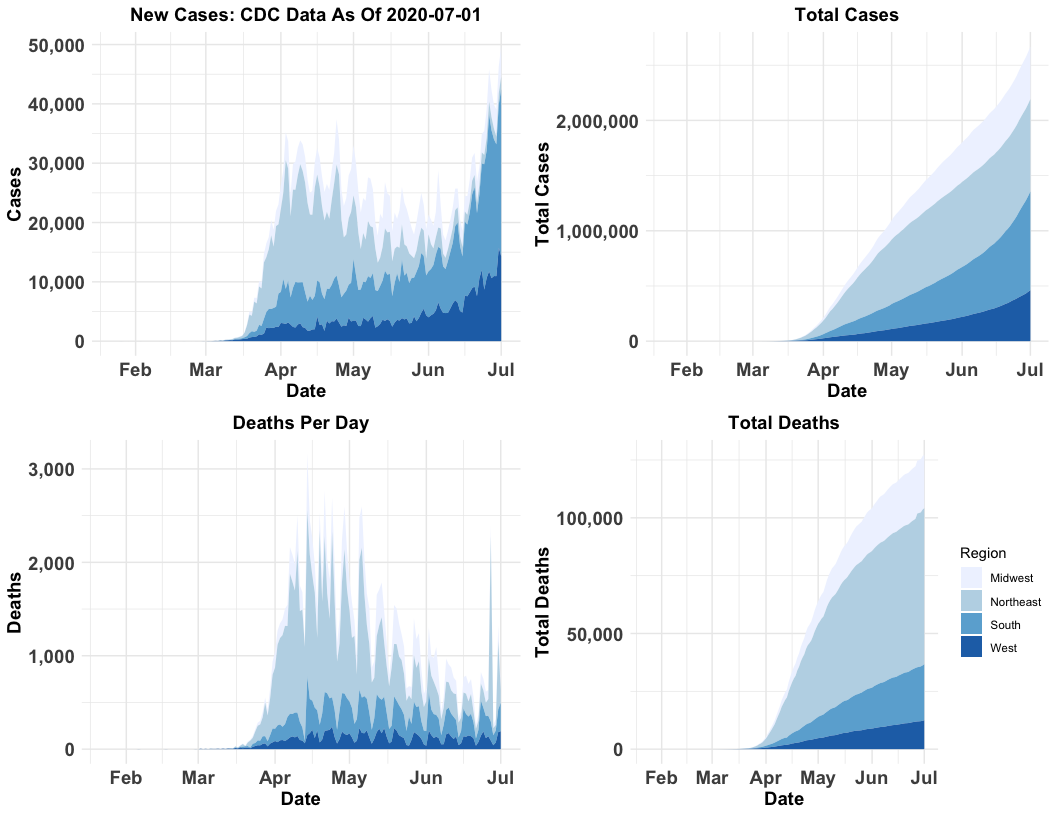 New Cases: CDC Data As Of 2020-07-01
50,000
40,000
30,000
20,000
10,000
0
Cases
Feb Mar Apr May Jun Jul
Date
Total Cases
2,000,000
1,000,000
0
Total Cases
Feb Mar Apr May Jun Jul
Date
Deaths Per Day
3,000
2,000
1,000
0
Deaths
Feb Mar Apr May Jun Jul
Date
Total Deaths
100,000
50,000
0
Total Deaths
Feb Mar Apr May Jun Jul
Date
Region
Midwest
Northeast
South
West